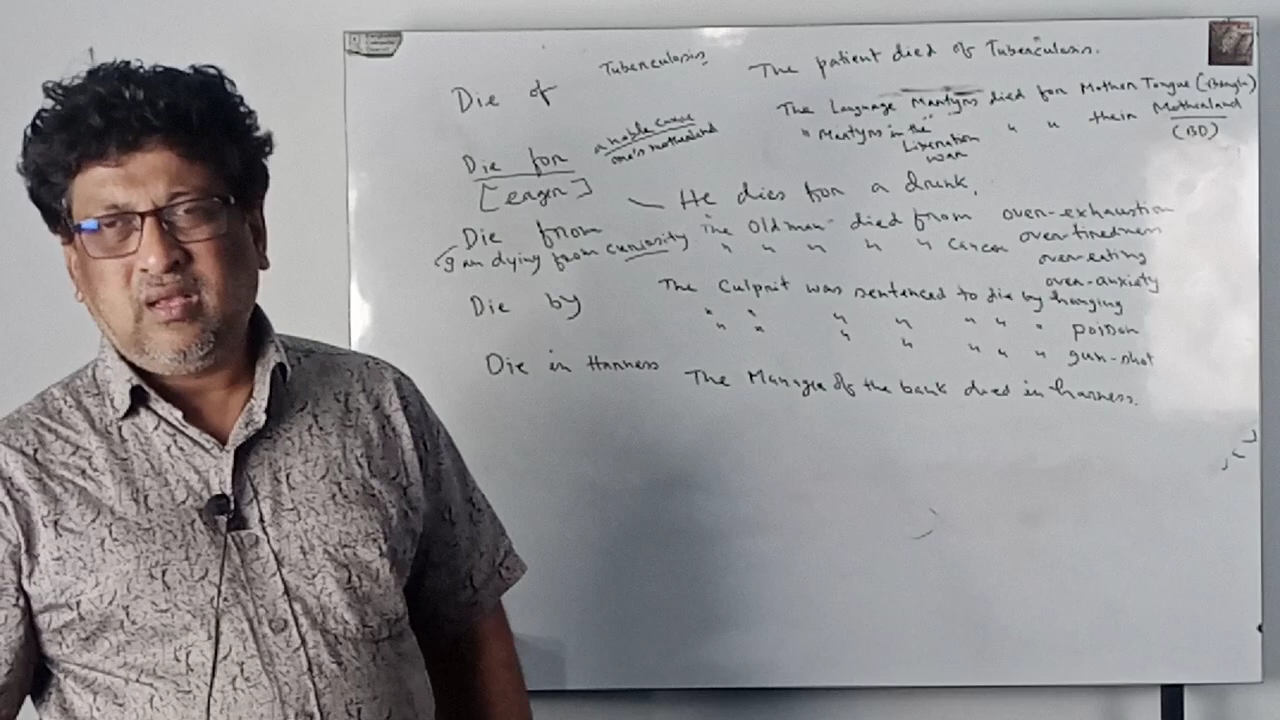 Die of Tuberculosis The patient died of Tuberculosis.
Die for a noble cause The Language Martyrs died for Mother Tongue (Bangla)
one's motherland " Martyrs in the Liberation war " " their Motherland (BD)
[eager] — He dies for a drunk.
Die from The Old man died from over-exhaustion
I am dying from curiosity " " " " " Cancer over-tiredness
over-eating
over-anxiety
Die by The Culprit was sentenced to die by hanging
" " " " " " " poison
" " " " " " " gun-shot
Die in Harness The Manager of the bank died in harness.